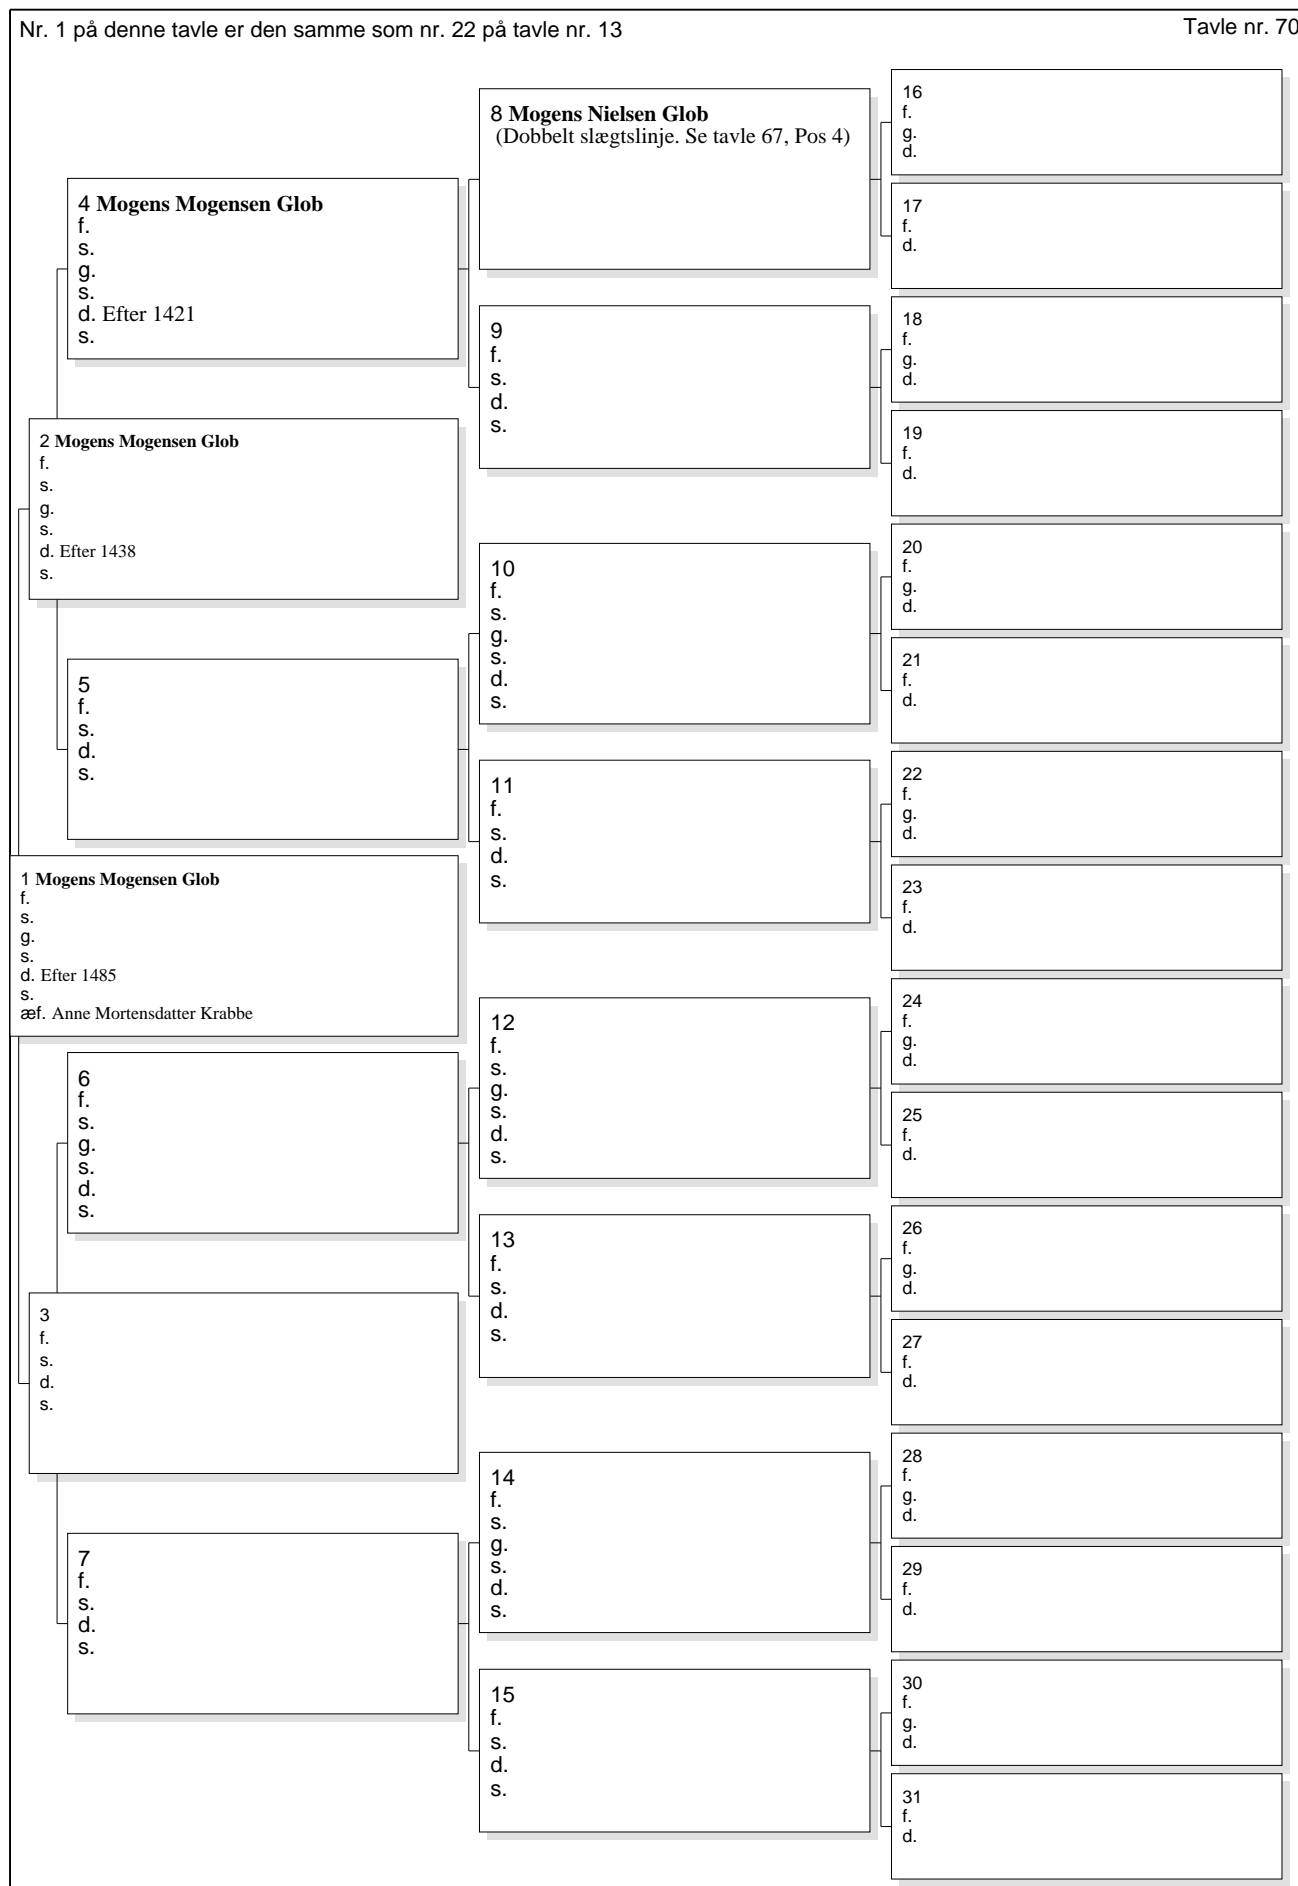 Nr. 1 på denne tavle er den samme som nr. 22 på tavle nr. 13
Tavle nr. 70
1 Mogens Mogensen Glob
f.
s.
g.
s.
d. Efter 1485
s.
æf. Anne Mortensdatter Krabbe
2 Mogens Mogensen Glob
f.
s.
g.
s.
d. Efter 1438
s.
3
f.
s.
d.
s.
4 Mogens Mogensen Glob
f.
s.
g.
s.
d. Efter 1421
s.
5
f.
s.
d.
s.
6
f.
s.
g.
s.
d.
s.
7
f.
s.
d.
s.
8 Mogens Nielsen Glob
(Dobbelt slægtslinje. Se tavle 67, Pos 4)
9
f.
s.
d.
s.
10
f.
s.
g.
s.
d.
s.
11
f.
s.
d.
s.
12
f.
s.
g.
s.
d.
s.
13
f.
s.
d.
s.
14
f.
s.
g.
s.
d.
s.
15
f.
s.
d.
s.
16
f.
g.
d.
17
f.
d.
18
f.
g.
d.
19
f.
d.
20
f.
g.
d.
21
f.
d.
22
f.
g.
d.
23
f.
d.
24
f.
g.
d.
25
f.
d.
26
f.
g.
d.
27
f.
d.
28
f.
g.
d.
29
f.
d.
30
f.
g.
d.
31
f.
d.